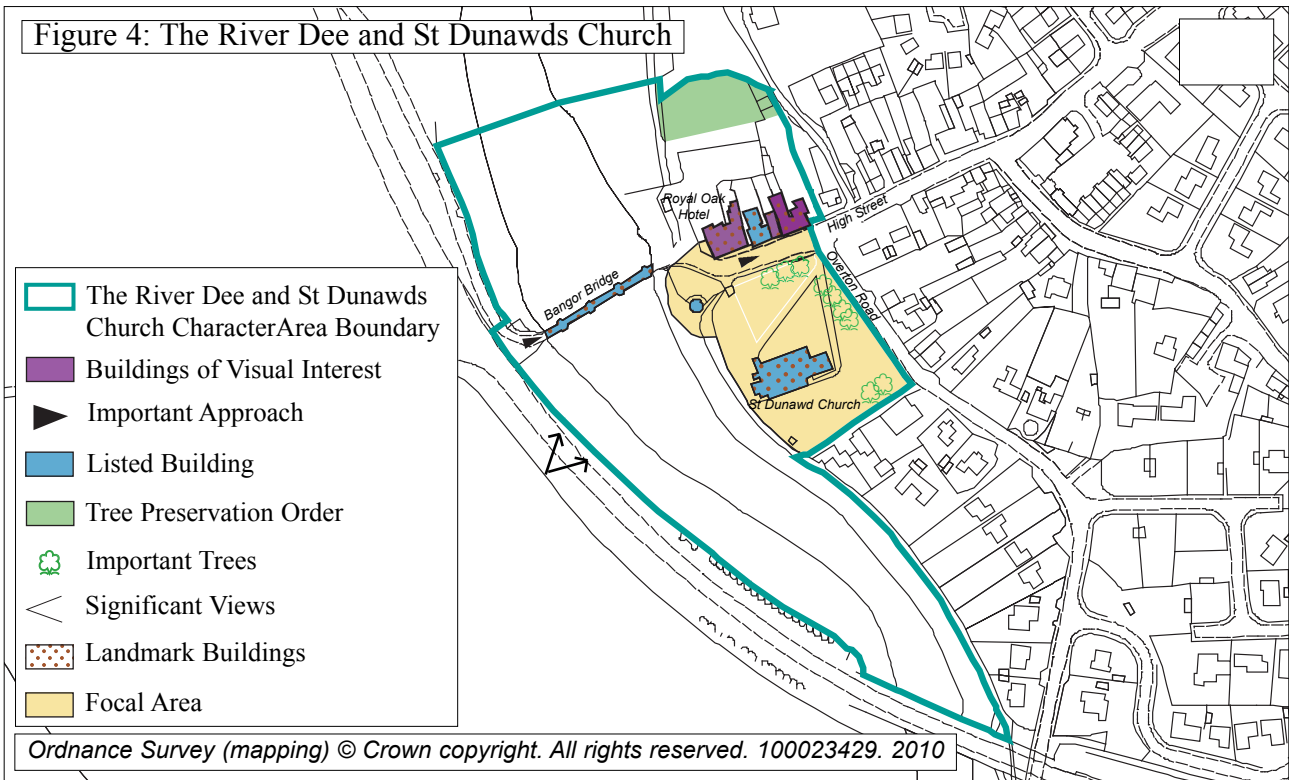 Figure 4: The River Dee and St Dunawds Church
Royal Oak
Hotel
High Street
Overton Road
Bangor Bridge
St Dunawd Church
The River Dee and St Dunawds
Church CharacterArea Boundary
Buildings of Visual Interest
Important Approach
Listed Building
Tree Preservation Order
Important Trees
Significant Views
Landmark Buildings
Focal Area
Ordnance Survey (mapping) © Crown copyright. All rights reserved. 100023429. 2010